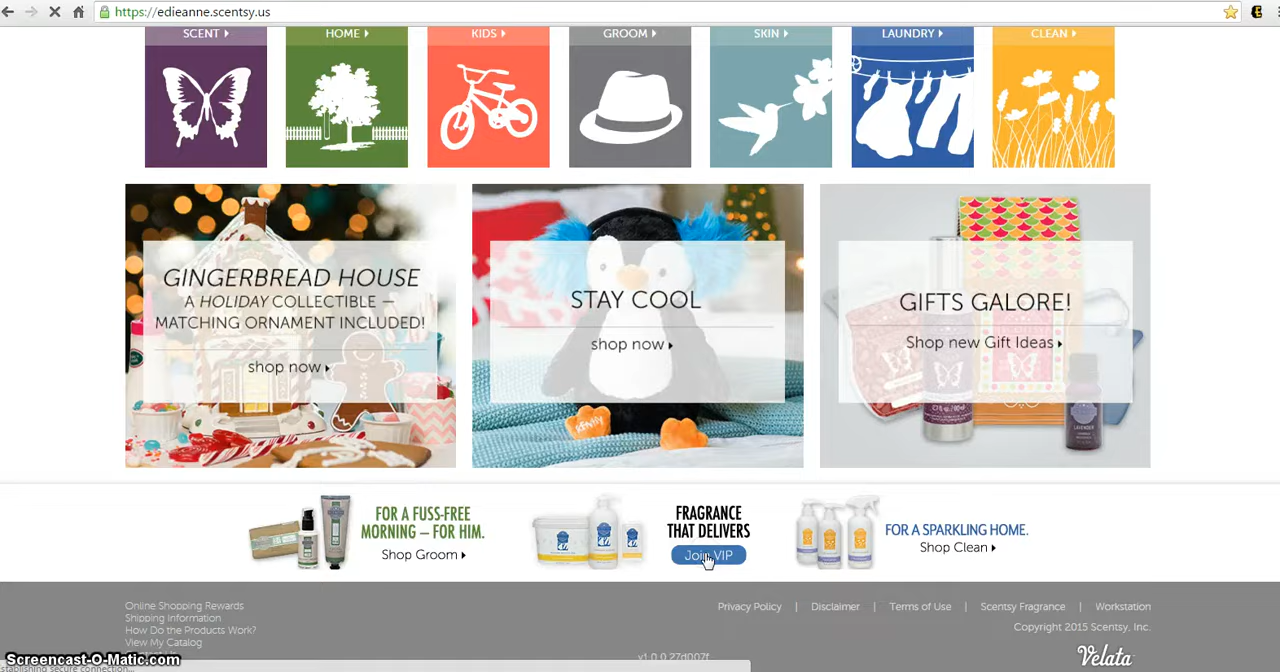 https://edieanne.scentsy.us
SCENT
HOME
KIDS
GROOM
SKIN
LAUNDRY
CLEAN
GINGERBREAD HOUSE
A HOLIDAY COLLECTIBLE –
MATCHING ORNAMENT INCLUDED!
shop now
STAY COOL
shop now
GIFTS GALORE!
Shop new Gift Ideas
LAVENDER
FOR A FUSS-FREE
MORNING – FOR HIM.
Shop Groom
FRAGRANCE
THAT DELIVERS
Join VIP
FOR A SPARKLING HOME.
Shop Clean
Online Shopping Rewards
Shipping Information
How Do the Products Work?
View My Catalog
Privacy Policy | Disclaimer | Terms of Use | Scentsy Fragrance | Workstation
Copyright 2015 Scentsy, Inc.
Velata
v1.0.0.27d007f
Screencast-O-Matic.com